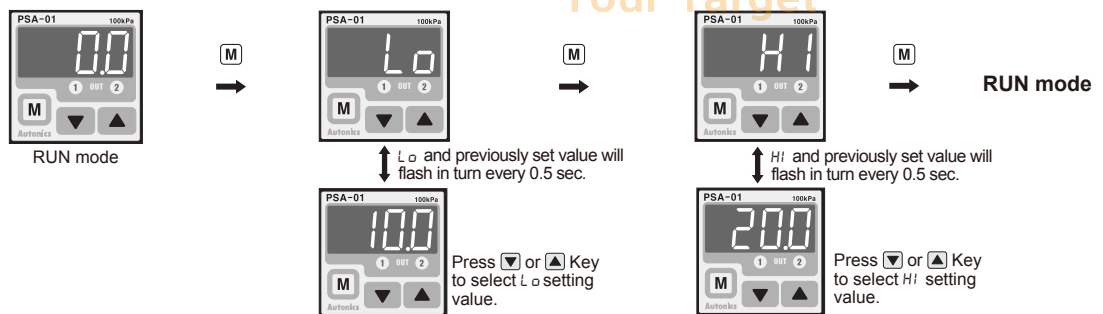 Your Target
PSA-01 100kPa
0.0
1 OUT 2
M
Autonics
RUN mode
M
PSA-01 100kPa
Lo
1 OUT 2
M
Autonics
Lo and previously set value will
flash in turn every 0.5 sec.
PSA-01 100kPa
10.0
1 OUT 2
M
Autonics
Press ▼ or ▲ Key
to select Lo setting
value.
M
PSA-01 100kPa
HI
1 OUT 2
M
Autonics
HI and previously set value will
flash in turn every 0.5 sec.
PSA-01 100kPa
20.0
1 OUT 2
M
Autonics
Press ▼ or ▲ Key
to select HI setting
value.
M
RUN mode